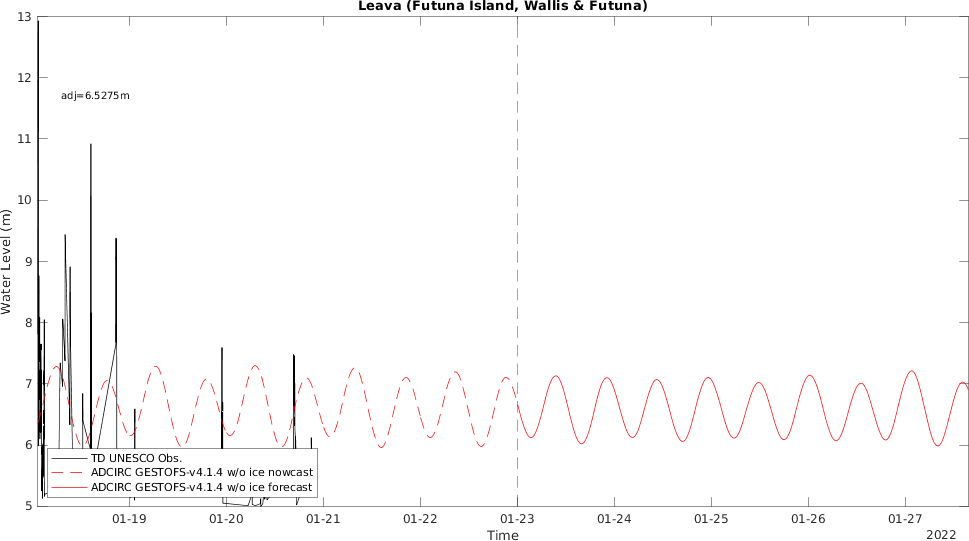 Leava (Futuna Island, Wallis & Futuna)
13
12
11
10
9
8
7
6
5
Water Level (m)
adj=6.5275m
TD UNESCO Obs.
ADCIRC GESTOFS-v4.1.4 w/o ice nowcast
ADCIRC GESTOFS-v4.1.4 w/o ice forecast
01-19 01-20 01-21 01-22 01-23 01-24 01-25 01-26 01-27
Time
2022